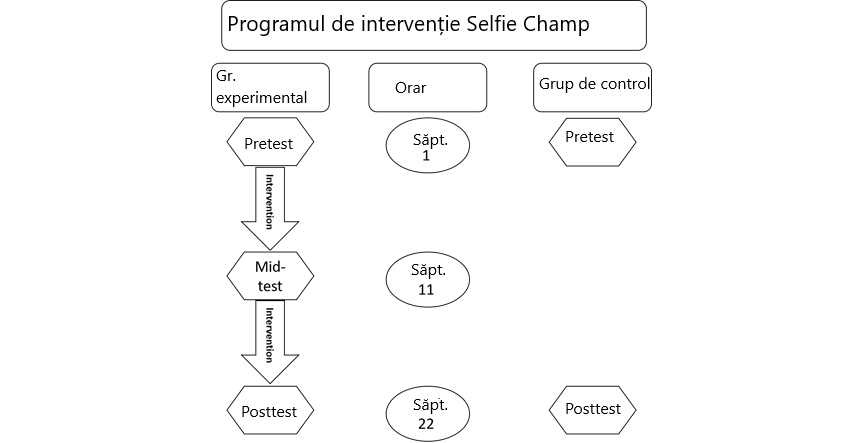 Programul de intervenție Selfie Champ
Gr.
experimental
Orar
Grup de control
Pretest
Săpt.
1
Pretest
Intervention
Mid-
test
Săpt.
11
Intervention
Posttest
Săpt.
22
Posttest